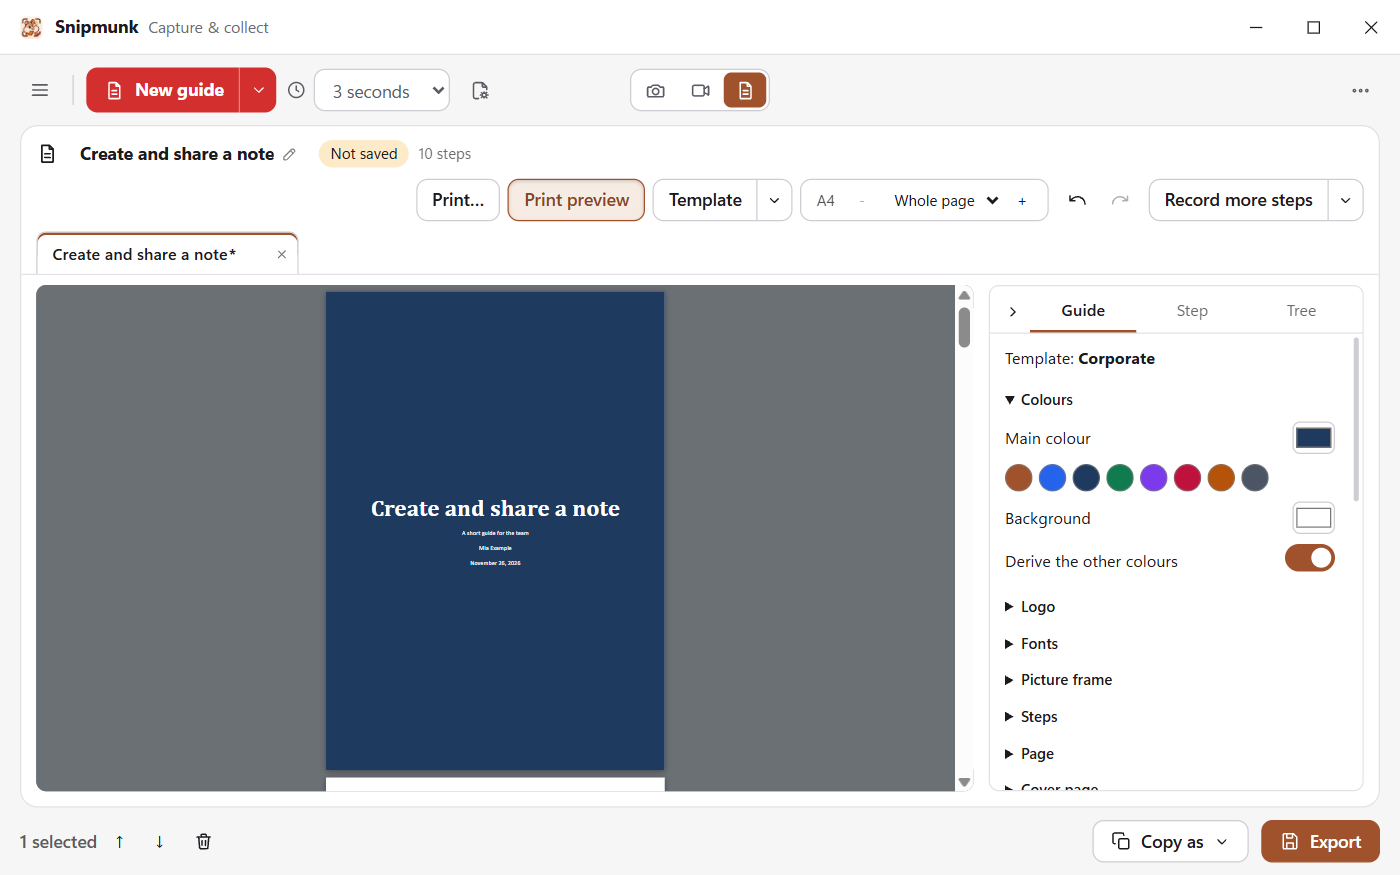 Snipmunk Capture & collect
New guide
3 seconds
Create and share a note
Not saved
10 steps
Print...
Print preview
Template
A4
-
Whole page
+
Record more steps
Create and share a note*
Create and share a note
A short guide for the team
Mia Example
November 26, 2026
Guide
Step
Tree
Template: Corporate
Colours
Main colour
Background
Derive the other colours
Logo
Fonts
Picture frame
Steps
Page
Cover page
1 selected
Copy as
Export